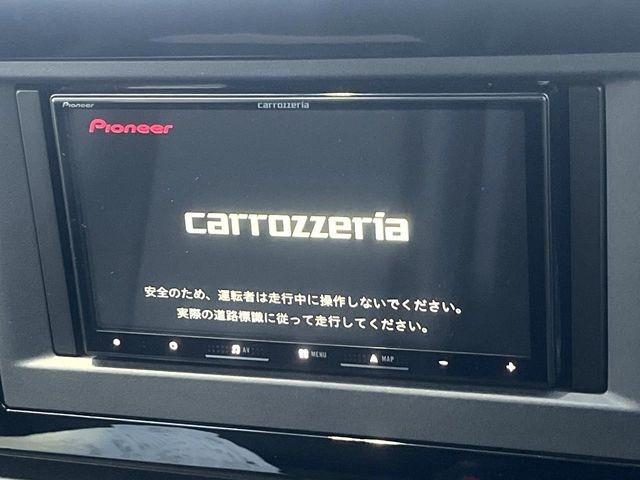 Pioneer
carrozzeria
Pioneer
carrozzeria
安全のため、運転者は走行中に操作しないでください。
実際の道路標識に従って走行してください。
AV
MENU
MAP